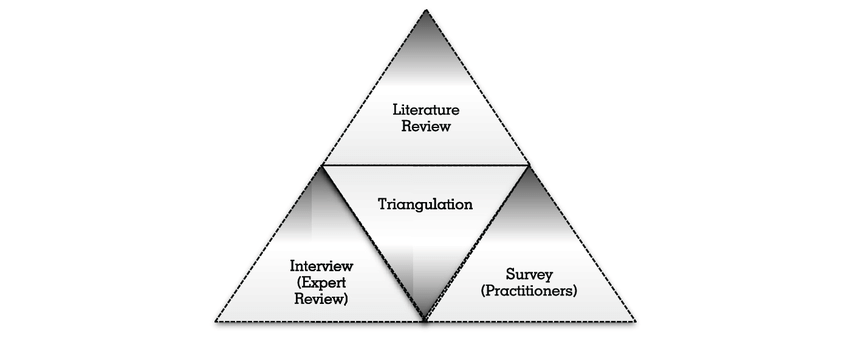 Literature
Review
Triangulation
Interview
(Expert
Review)
Survey
(Practitioners)